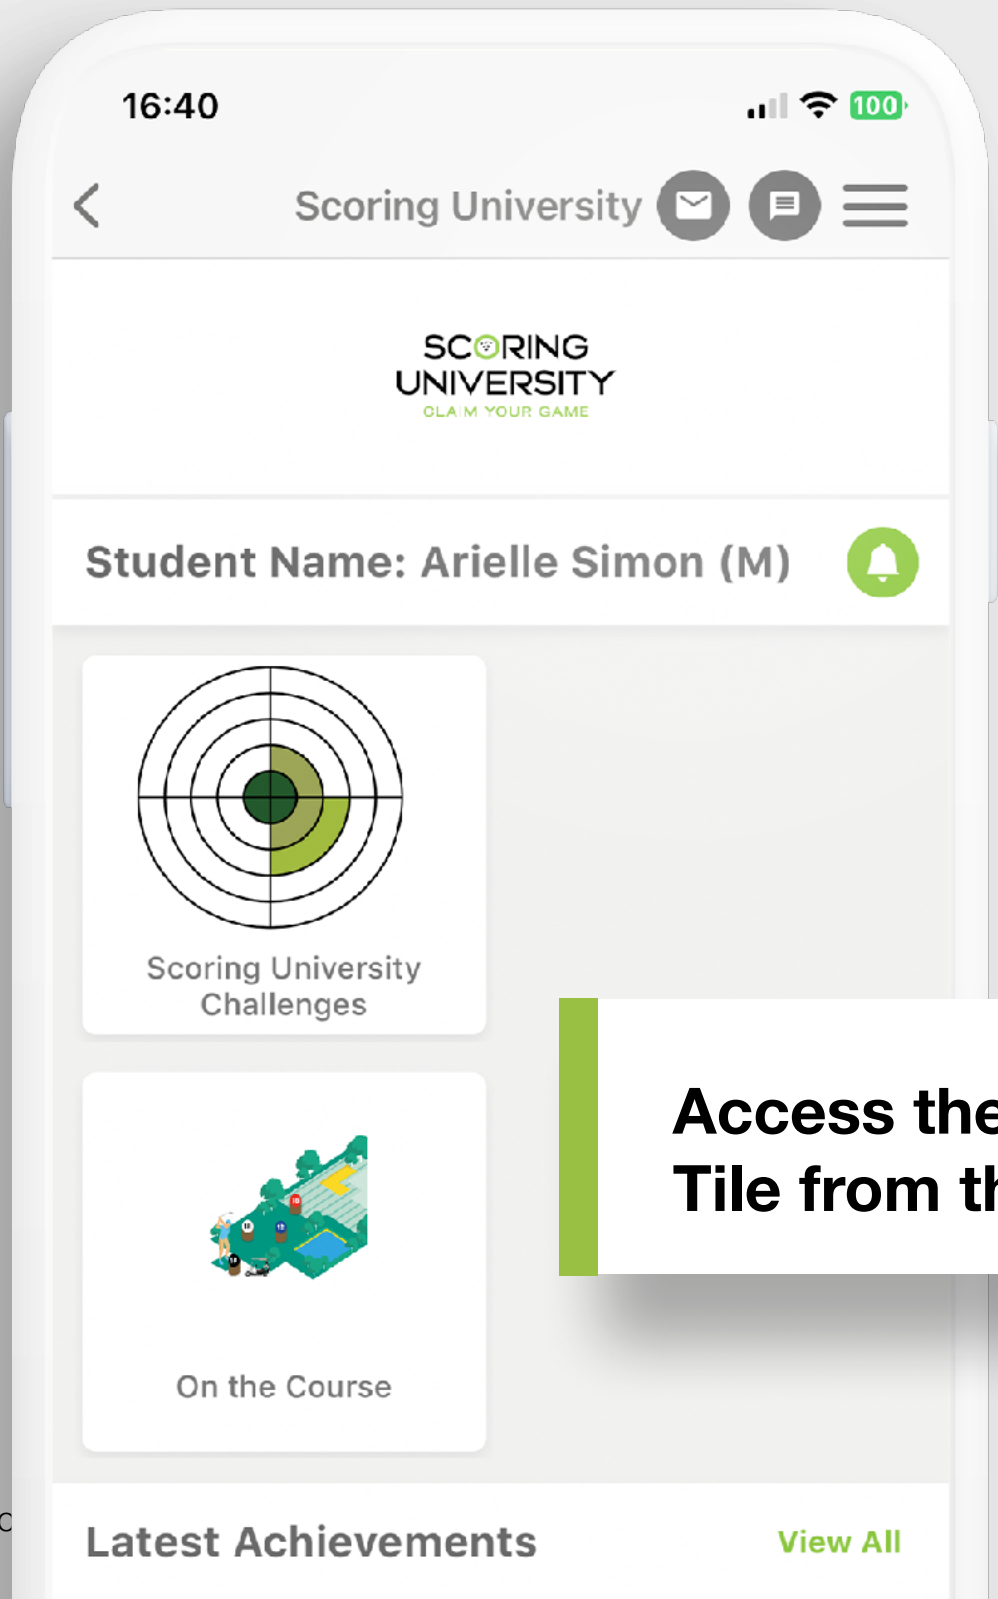 16:40
100
Scoring University
SCORING
UNIVERSITY
CLAIM YOUR GAME
Student Name: Arielle Simon (M)
Scoring University
Challenges
Access the
Tile from th
On the Course
Latest Achievements
View All